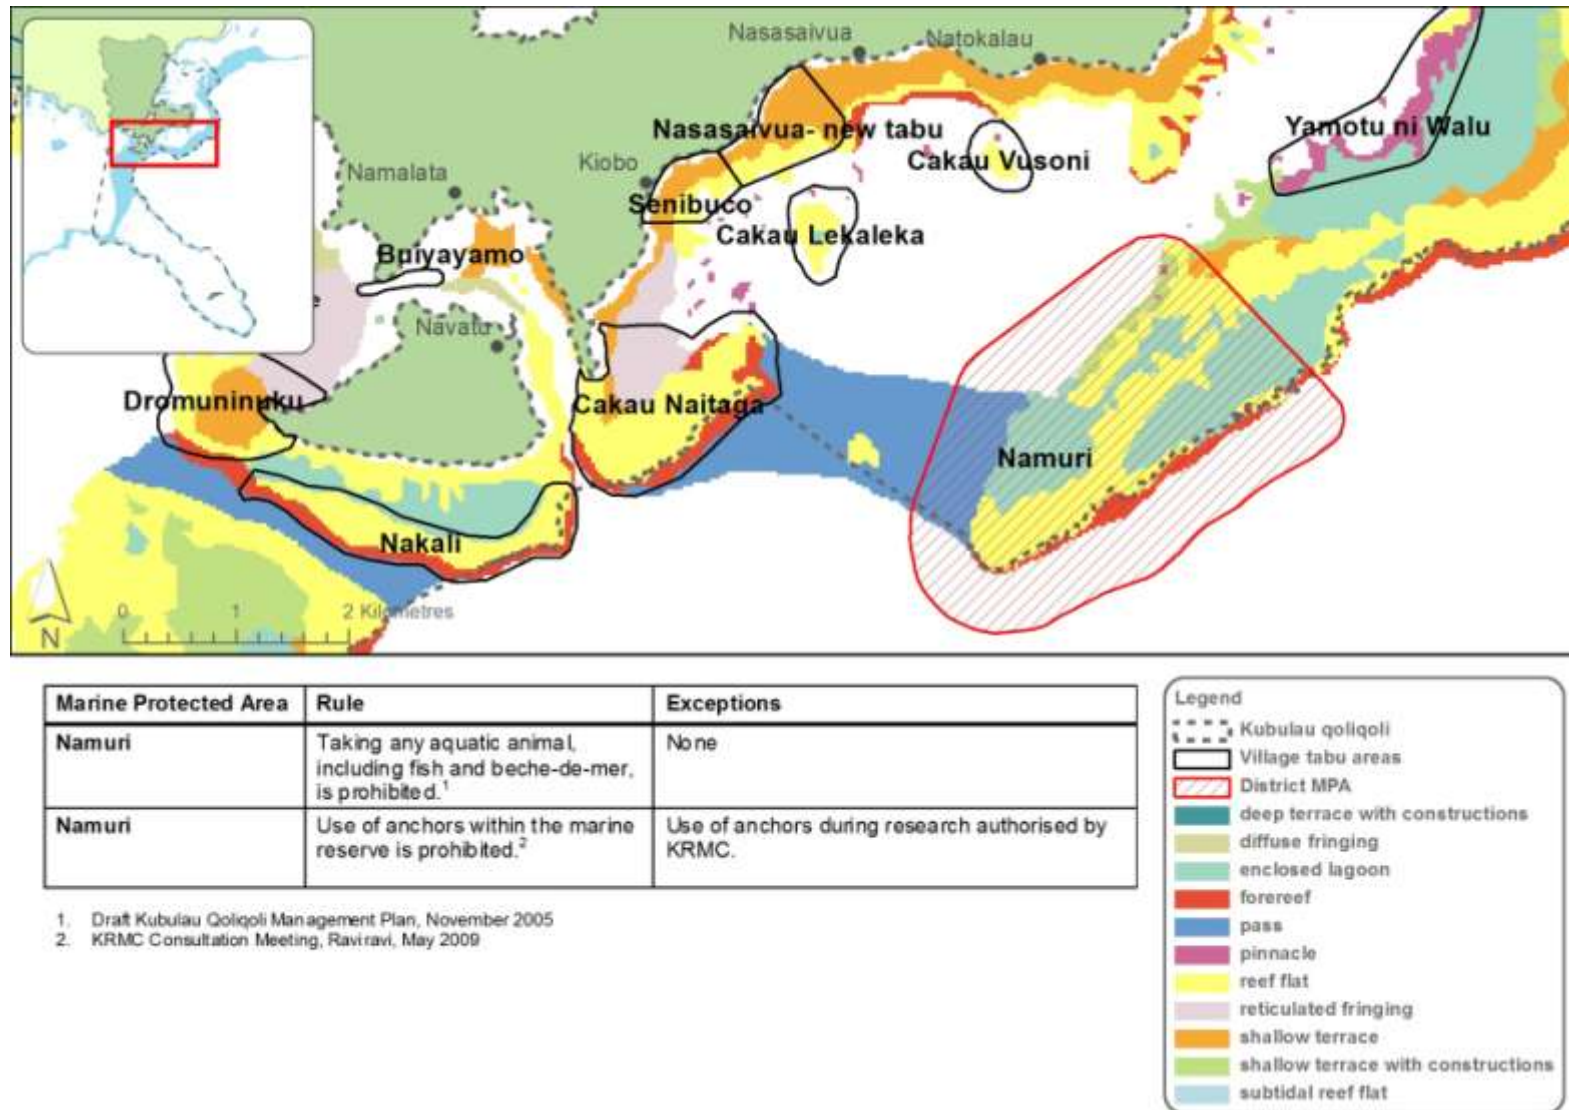 Nasasaivua
Natokalau
Nasasaivua- new tabu
Yamotu ni Walu
Cakau Vusoni
Kiobo
Namalata
Senibuco
Cakau Lekaleka
Buiyayamo
e
Navatu
Dromuninuku
Cakau Naitaga
Namuri
Nakali
0 1 2 Kilometres
N
Marine Protected Area Rule Exceptions
Namuri Taking any aquatic animal, None
including fish and beche-de-mer,
is prohibited.1
Namuri Use of anchors within the marine Use of anchors during research authorised by
reserve is prohibited.2 KRMC.
1. Draft Kubulau Qoliqoli Management Plan, November 2005
2. KRMC Consultation Meeting, Raviravi, May 2009
Legend
Kubulau qoliqoli
Village tabu areas
District MPA
deep terrace with constructions
diffuse fringing
enclosed lagoon
forereef
pass
pinnacle
reef flat
reticulated fringing
shallow terrace
shallow terrace with constructions
subtidal reef flat